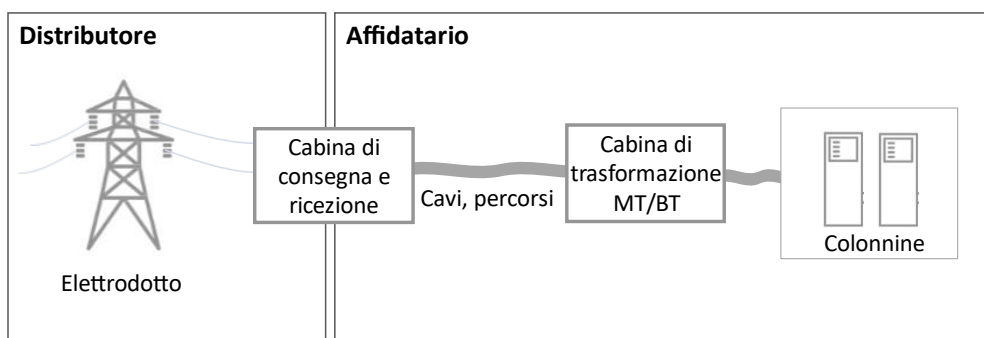 Distributore
Affidatario
Cabina di
consegna e
ricezione
Cavi, percorsi
Cabina di
trasformazione
MT/BT
Colonnine
Elettrodotto